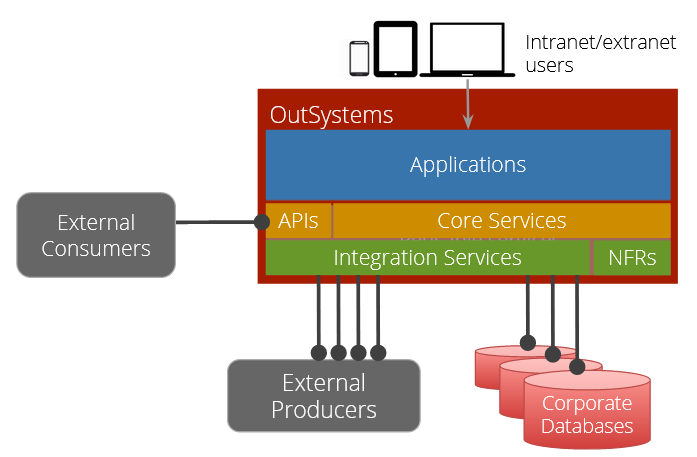 Intranet/extranet
users
OutSystems
Applications
External
Consumers
APIs
Core Services
Integration Services
NFRs
External
Producers
Corporate
Databases